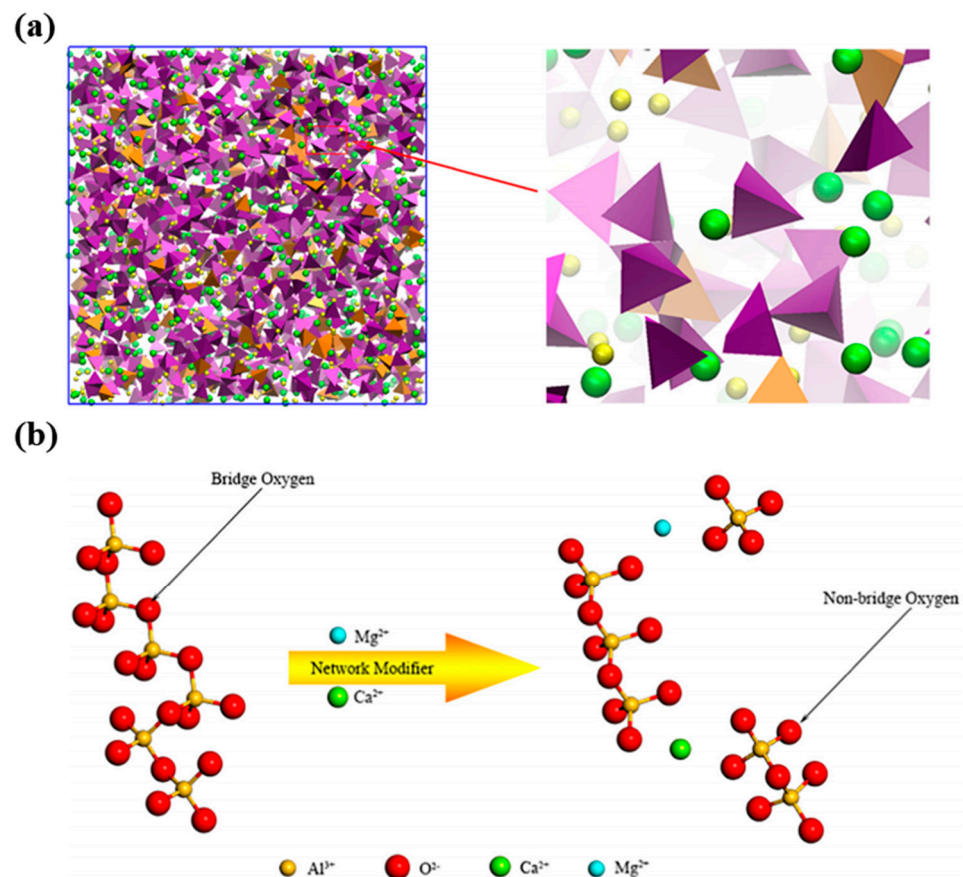 (a)
(b)
Bridge Oxygen
Non-bridge Oxygen
Mg²⁺
Network Modifier
Ca²⁺
Al³⁺ O²⁻ Ca²⁺ Mg²⁺